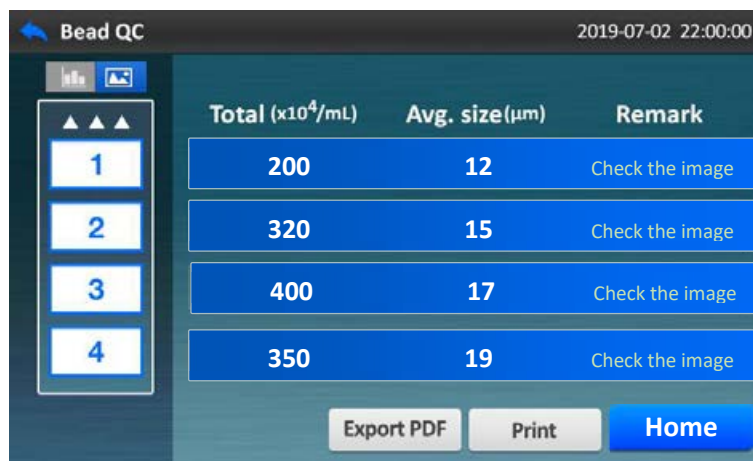 Bead QC 2019-07-02 22:00:00
Total (x10⁴/mL) Avg. size(μm) Remark
1 200 12 Check the image
2 320 15 Check the image
3 400 17 Check the image
4 350 19 Check the image
Export PDF Print Home